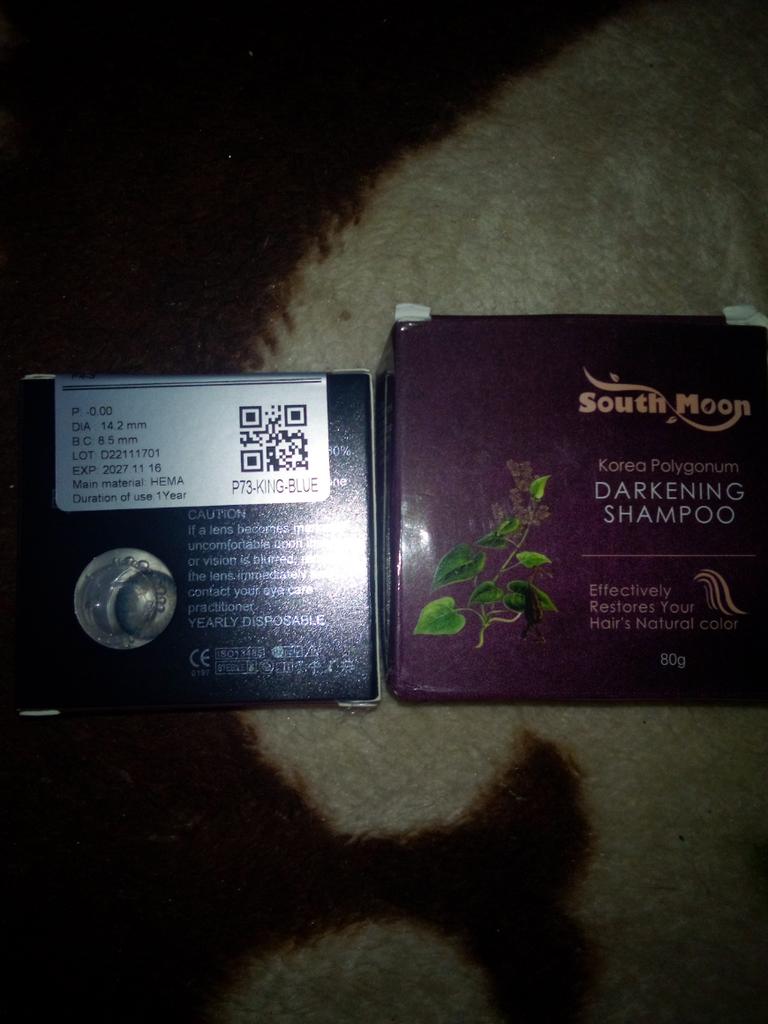 P: -0.00
DIA : 14.2 mm
B.C: 8.5 mm
LOT: D22111701
EXP: 2027 11 16
Main material: HEMA
Duration of use 1Year
P73-KING-BLUE
CAUTION
If a lens becomes
uncomfortable upon
or vision is blurred,
the lens immediately
contact your eye care
practitioner.
YEARLY DISPOSABLE
CE
0197
South Moon
Korea Polygonum
DARKENING
SHAMPOO
Effectively
Restores Your
Hair's Natural color
80g